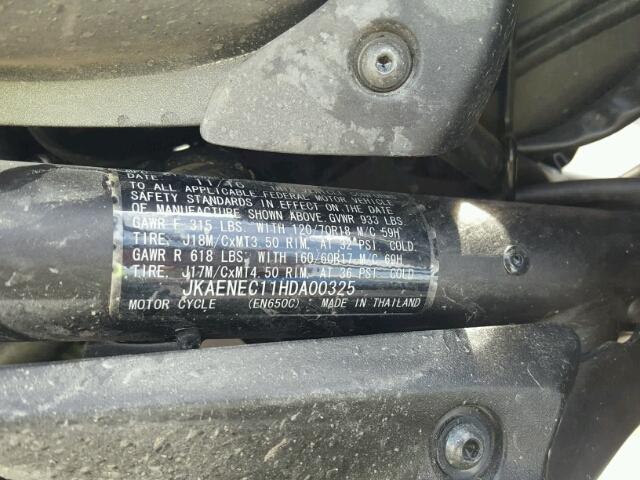 DATE 11/16
TO ALL APPLICABLE FEDERAL MOTOR VEHICLE
SAFETY STANDARDS IN EFFECT ON THE DATE
OF MANUFACTURE SHOWN ABOVE GVWR 933 LBS
GAWR F 315 LBS. WITH 120/70R18 M/C 59H
TIRE, J18M/CxMT3.50 RIM, AT 32 PSI COLD
GAWR R 618 LBS. WITH 160/60R17 M/C 69H
TIRE, J17M/CxMT4.50 RIM, AT 36 PSI COLD
JKAENEC11HDA00325
MOTOR CYCLE (EN650C) MADE IN THAILAND